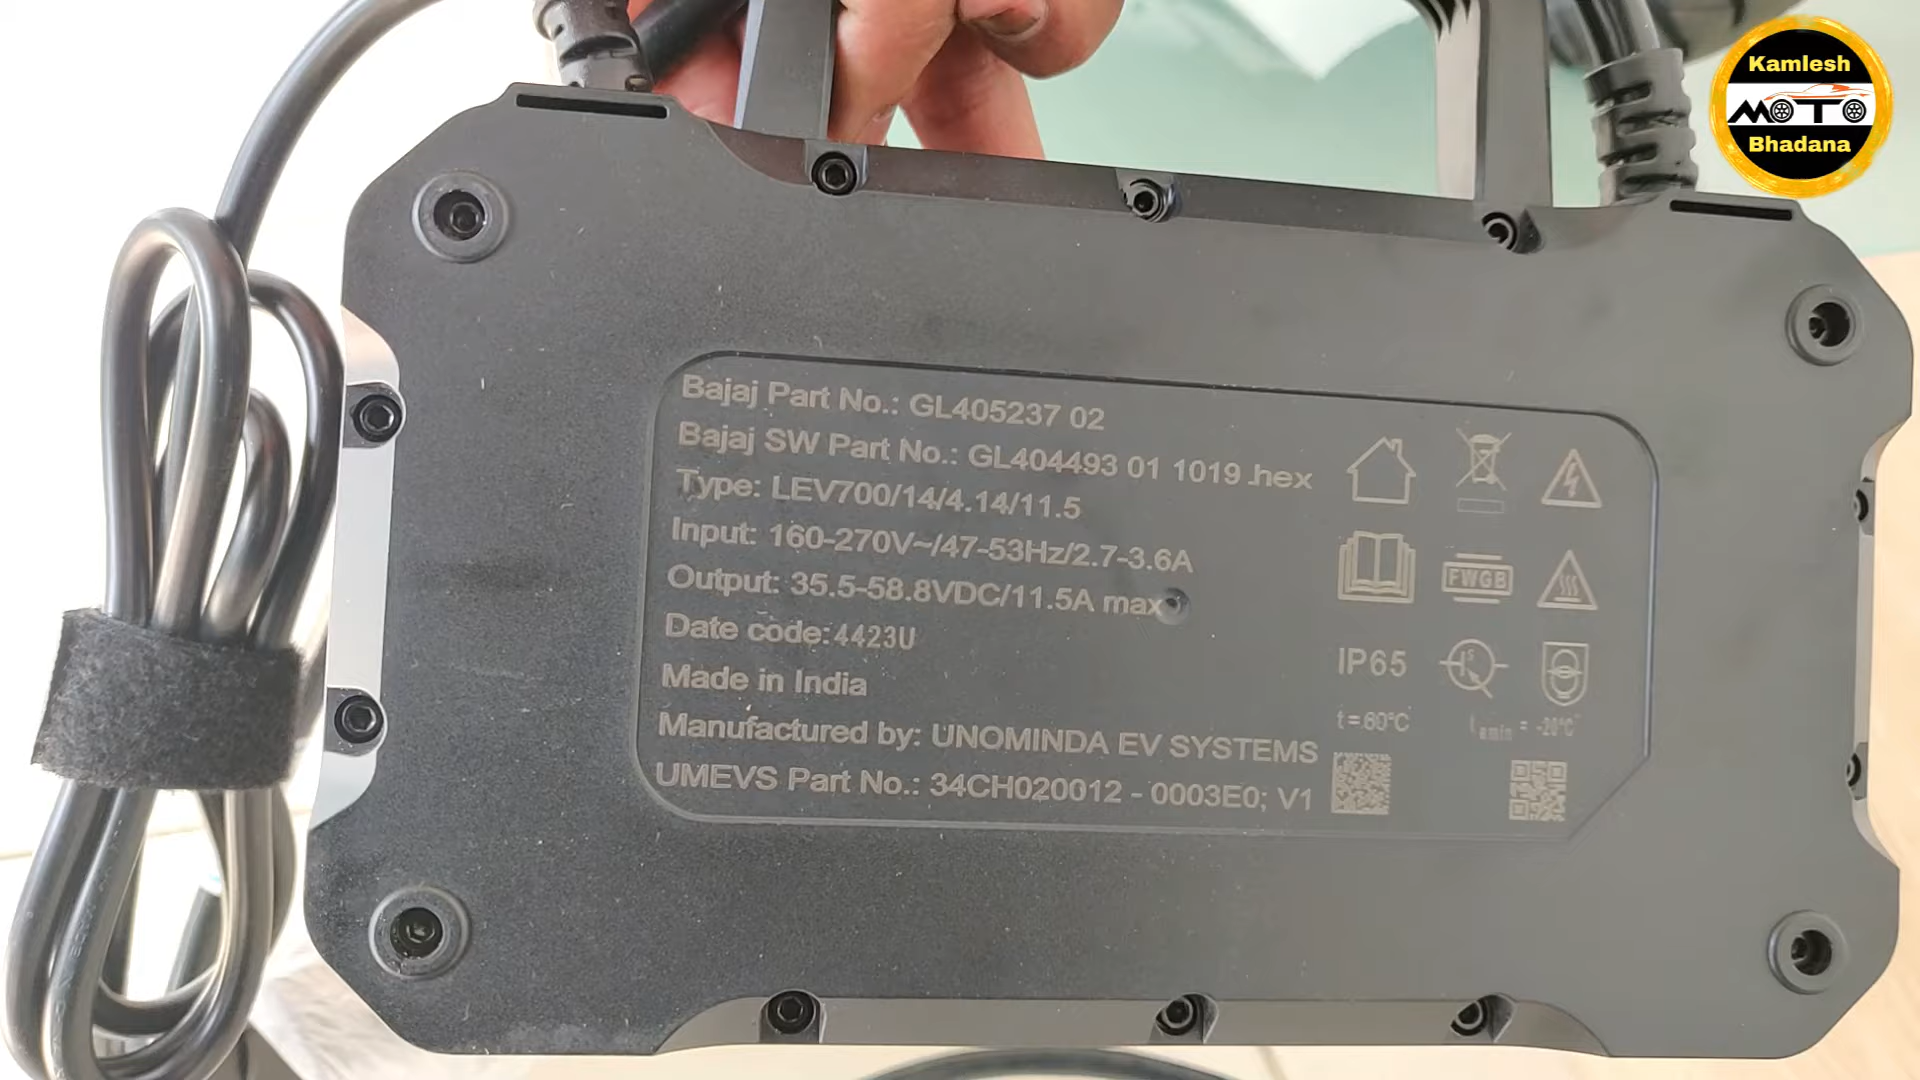 Kamlesh
MOTO
Bhadana
Bajaj Part No.: GL405237 02
Bajaj SW Part No.: GL404493 01 1019 .hex
Type: LEV700/14/4.14/11.5
Input: 160-270V~/47-53Hz/2.7-3.6A
Output: 35.5-58.8VDC/11.5A max
Date code:4423U
Made in India
Manufactured by: UNOMINDA EV SYSTEMS
UMEVS Part No.: 34CH020012 - 0003E0; V1
FWGB
IP65
S
t = 60°C
t amin = -20°C